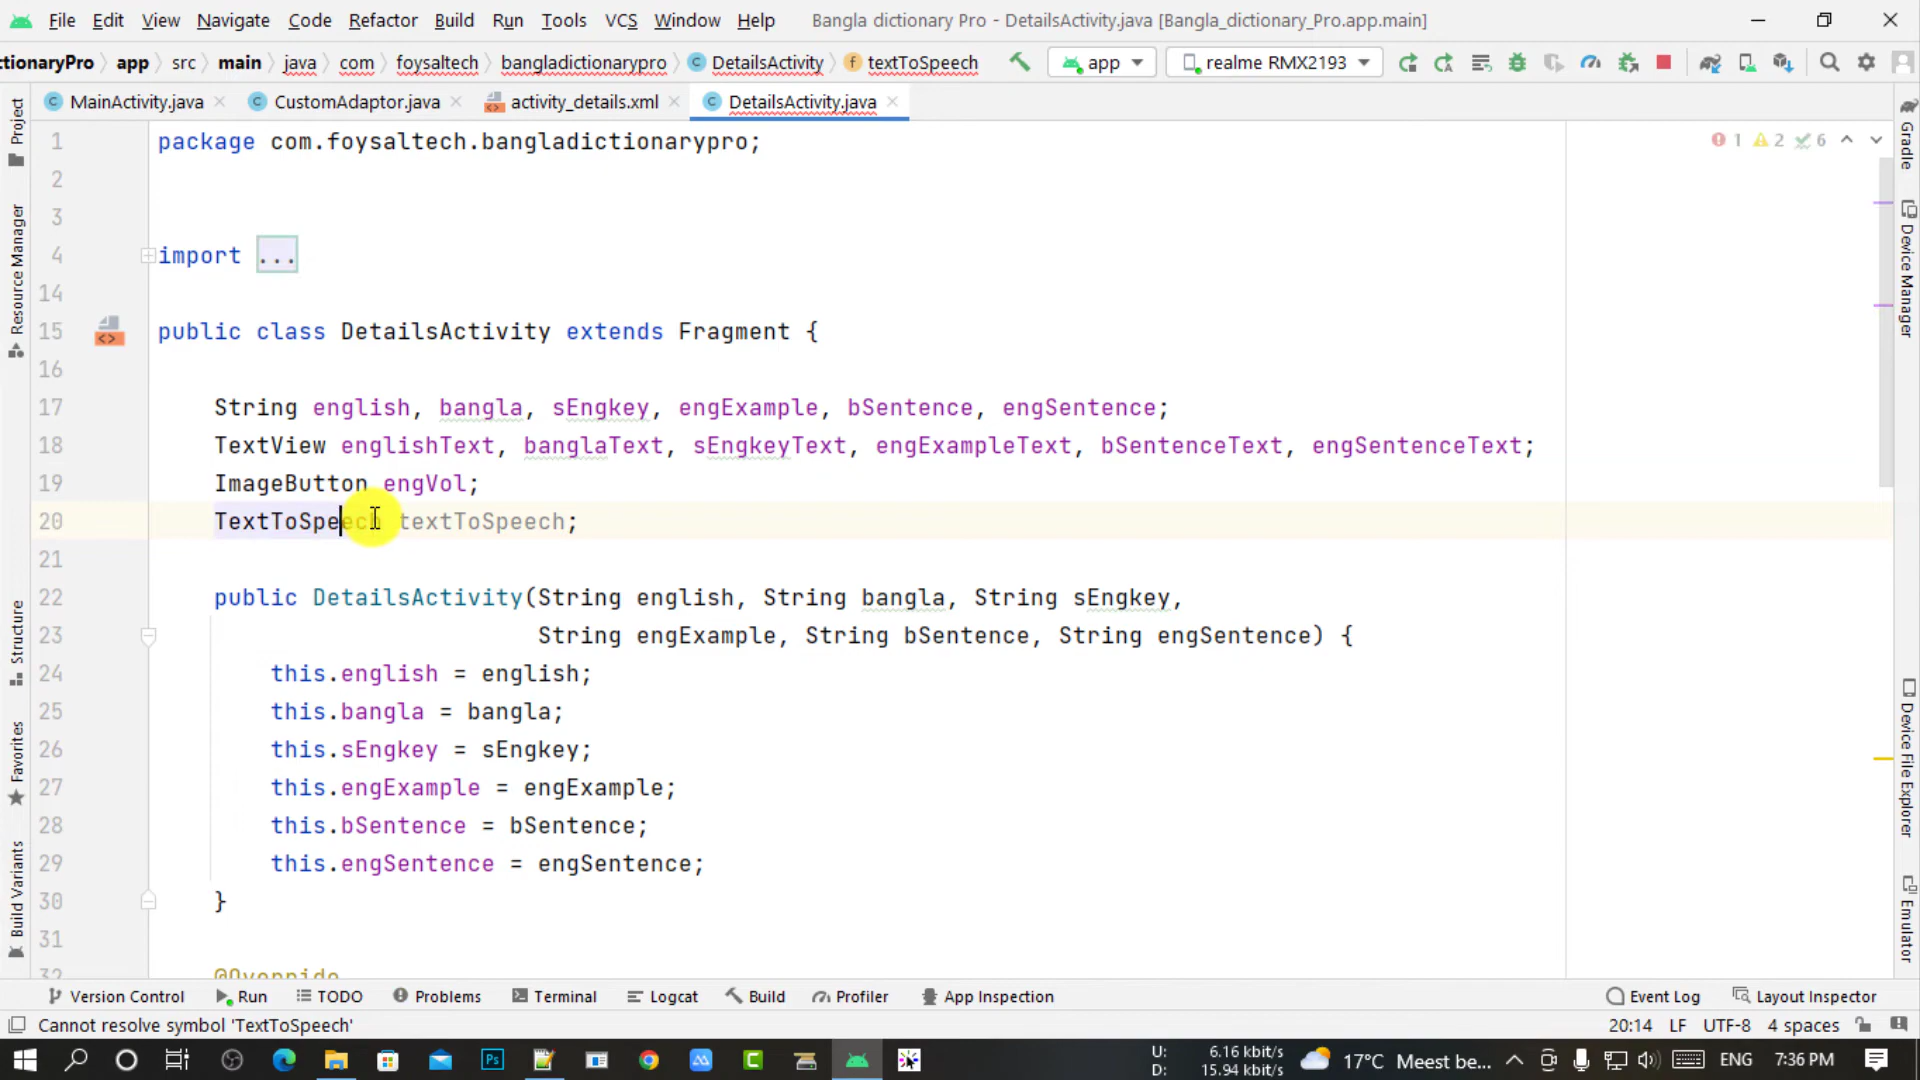 File Edit View Navigate Code Refactor Build Run Tools VCS Window Help Bangla dictionary Pro - DetailsActivity.java [Bangla_dictionary_Pro.app.main]
ctionaryPro app src main java com foysaltech bangladictionarypro DetailsActivity textToSpeech app realme RMX2193
MainActivity.java CustomAdaptor.java activity_details.xml DetailsActivity.java
1 package com.foysaltech.bangladictionarypro; 1 2 6
2
3
4 import ...
14
15 public class DetailsActivity extends Fragment {
16
17 String english, bangla, sEngkey, engExample, bSentence, engSentence;
18 TextView englishText, banglaText, sEngkeyText, engExampleText, bSentenceText, engSentenceText;
19 ImageButton engVol;
20 TextToSpeech textToSpeech;
21
22 public DetailsActivity(String english, String bangla, String sEngkey,
23 String engExample, String bSentence, String engSentence) {
24 this.english = english;
25 this.bangla = bangla;
26 this.sEngkey = sEngkey;
27 this.engExample = engExample;
28 this.bSentence = bSentence;
29 this.engSentence = engSentence;
30 }
31
32 @Override
Project
Resource Manager
Structure
Favorites
Build Variants
Gradle
Device Manager
Device File Explorer
Emulator
Version Control Run TODO Problems Terminal Logcat Build Profiler App Inspection Event Log Layout Inspector
Cannot resolve symbol 'TextToSpeech' 20:14 LF UTF-8 4 spaces
U: 6.16 kbit/s
D: 15.94 kbit/s
17°C Meest be... ENG 7:36 PM